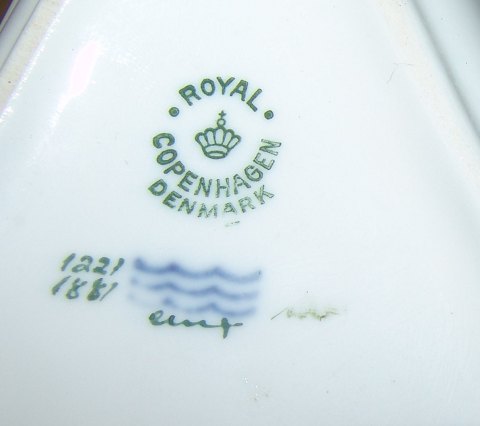 ROYAL
COPENHAGEN
DENMARK
1221
1881